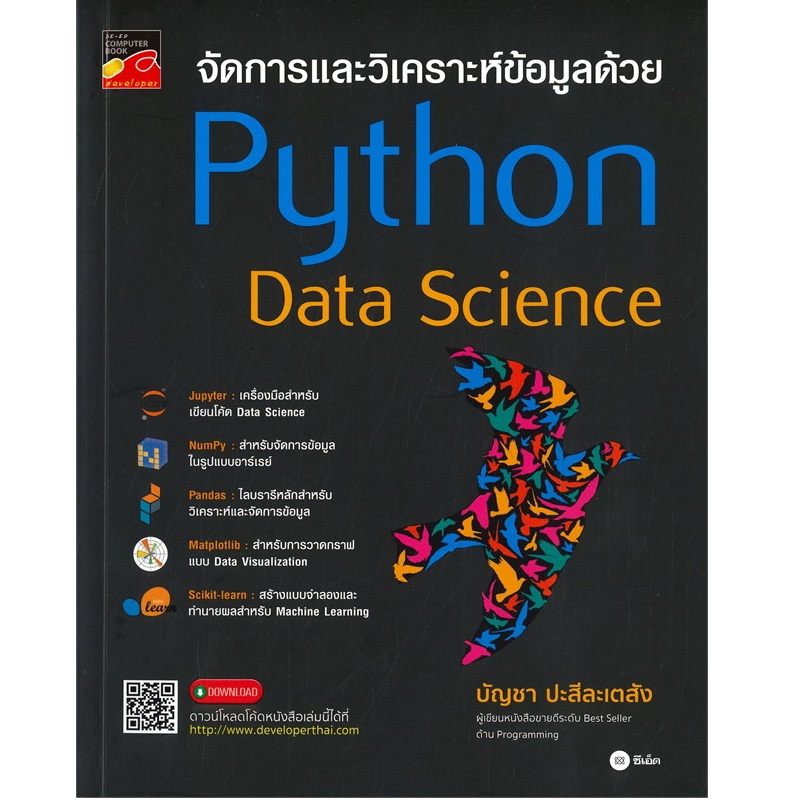 SE-ED
COMPUTER
BOOK
developer
จัดการและวิเคราะห์ข้อมูลด้วย
Python
Data Science
Jupyter : เครื่องมือสำหรับ
เขียนโค้ด Data Science
NumPy : สำหรับจัดการข้อมูล
ในรูปแบบอาร์เรย์
Pandas : ไลบรารีหลักสำหรับ
วิเคราะห์และจัดการข้อมูล
Matplotlib : สำหรับการวาดกราฟ
แบบ Data Visualization
learn
Scikit-learn : สร้างแบบจำลองและ
ทำนายผลสำหรับ Machine Learning
DOWNLOAD
ดาวน์โหลดโค้ดหนังสือเล่มนี้ได้ที่
http://www.developerthai.com
บัญชา ปะสีละเตสัง
ผู้เขียนหนังสือขายดีระดับ Best Seller
ด้าน Programming
ซีเอ็ด